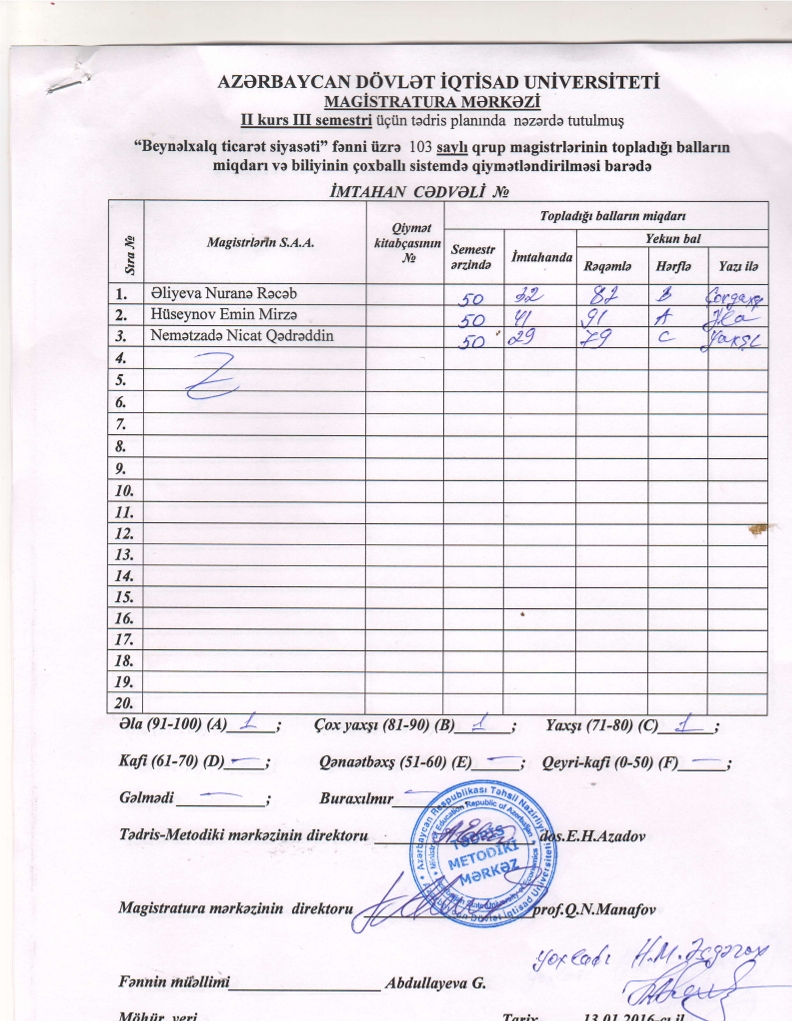 AZƏRBAYCAN DÖVLƏT İQTİSAD UNİVERSİTETİ
MAGİSTRATURA MƏRKƏZİ
II kurs III semestri üçün tədris planında nəzərdə tutulmuş
“Beynəlxalq ticarət siyasəti” fənni üzrə 103 saylı qrup magistrlərinin topladığı balların
miqdarı və biliyinin çoxballı sistemdə qiymətləndirilməsi barədə
İMTAHAN CƏDVƏLİ №
Sıra № Magistrlərin S.A.A. Qiymət kitabçasının № Topladığı balların miqdarı
Semestr ərzində İmtahanda Yekun bal
Rəqəmlə Hərflə Yazı ilə
1. Əliyeva Nuranə Rəcəb 50 32 82 B
2. Hüseynov Emin Mirzə 50 41 91 A Əla
3. Nemətzadə Nicat Qədrəddin 50 29 79 C Yaxşı
4.
5.
6.
7.
8.
9.
10.
11.
12.
13.
14.
15.
16.
17.
18.
19.
20.
Əla (91-100) (A) 1 ; Çox yaxşı (81-90) (B) 1 ; Yaxşı (71-80) (C) 1 ;
Kafi (61-70) (D) — ; Qənaətbəxş (51-60) (E) — ; Qeyri-kafi (0-50) (F) — ;
Gəlmədi — ; Buraxılmır —
Tədris-Metodiki mərkəzinin direktoru dos.E.H.Azadov
Azərbaycan Respublikası Təhsil Nazirliyi
Ministry of Education Republic of Azerbaijan
TƏDRİS
METODİKİ
MƏRKƏZ
Azərbaycan Dövlət İqtisad Universiteti
Magistratura mərkəzinin direktoru prof.Q.N.Manafov
Yoxladı H.M.Əsgərov
Fənnin müəllimi Abdullayeva G.
Möhür yeri Tarix 13.01.2016-cı il